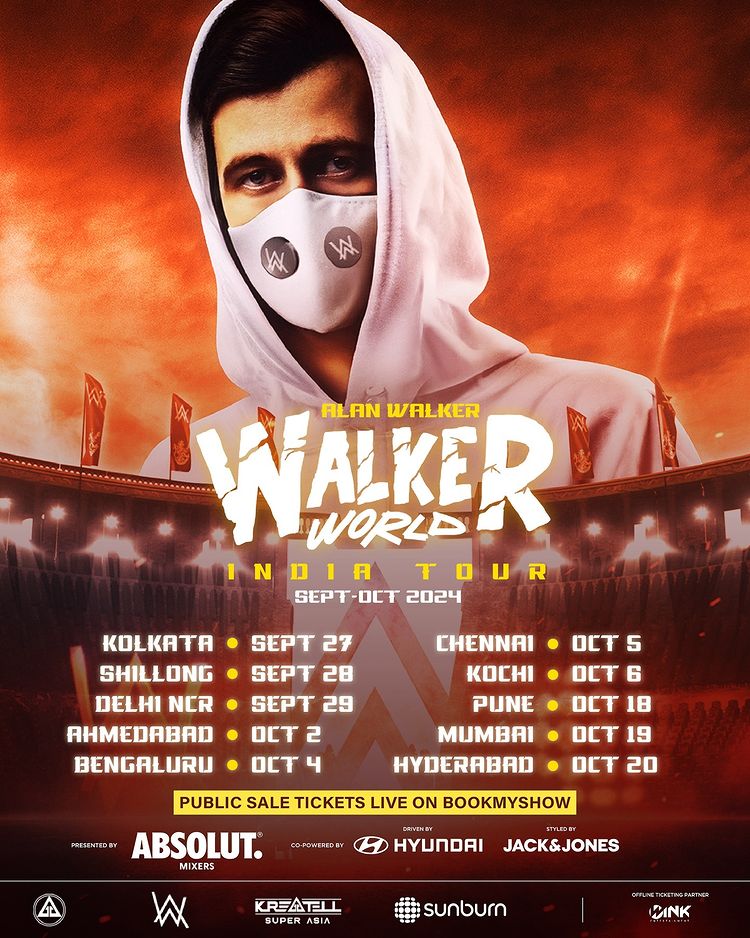 ALAN WALKER
WALKER
WORLD
INDIA TOUR
SEPT-OCT 2024
KOLKATA • SEPT 27
SHILLONG • SEPT 28
DELHI NCR • SEPT 29
AHMEDABAD • OCT 2
BENGALURU • OCT 4
CHENNAI • OCT 5
KOCHI • OCT 6
PUNE • OCT 18
MUMBAI • OCT 19
HYDERABAD • OCT 20
PUBLIC SALE TICKETS LIVE ON BOOKMYSHOW
PRESENTED BY
ABSOLUT.®
MIXERS
CO-POWERED BY
DRIVEN BY
HYUNDAI
STYLED BY
JACK&JONES
KREATELL
SUPER ASIA
sunburn
OFFLINE TICKETING PARTNER